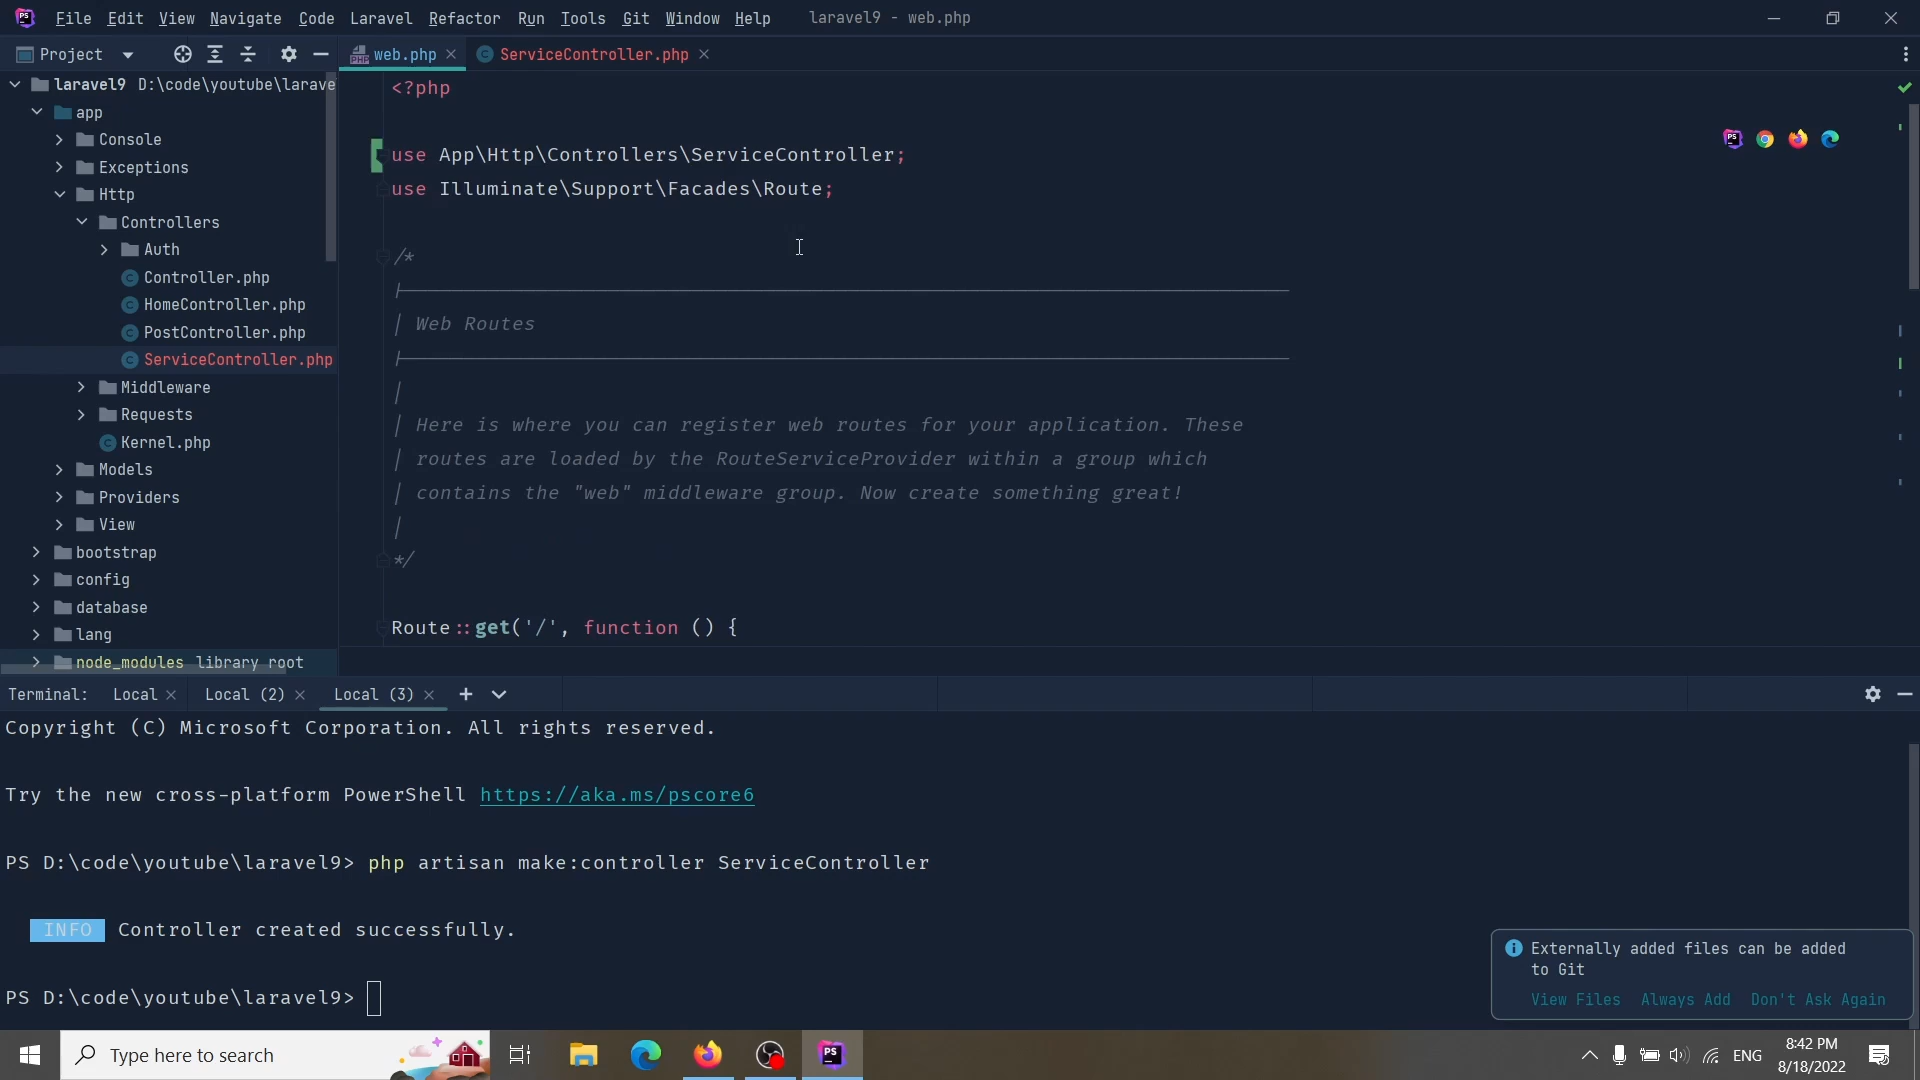 File Edit View Navigate Code Laravel Refactor Run Tools Git Window Help laravel9 - web.php
Project
web.php
ServiceController.php
laravel9 D:\code\youtube\larave
app
Console
Exceptions
Http
Controllers
Auth
Controller.php
HomeController.php
PostController.php
ServiceController.php
Middleware
Requests
Kernel.php
Models
Providers
View
bootstrap
config
database
lang
node_modules library root
<?php
use App\Http\Controllers\ServiceController;
use Illuminate\Support\Facades\Route;
/*
|--------------------------------------------------------------------------
| Web Routes
|--------------------------------------------------------------------------
|
| Here is where you can register web routes for your application. These
| routes are loaded by the RouteServiceProvider within a group which
| contains the "web" middleware group. Now create something great!
|
*/
Route::get('/', function () {
Terminal: Local Local (2) Local (3)
Copyright (C) Microsoft Corporation. All rights reserved.
Try the new cross-platform PowerShell https://aka.ms/pscore6
PS D:\code\youtube\laravel9> php artisan make:controller ServiceController
INFO Controller created successfully.
PS D:\code\youtube\laravel9>
Externally added files can be added
to Git
View Files Always Add Don't Ask Again
Type here to search
PS
ENG
8:42 PM
8/18/2022